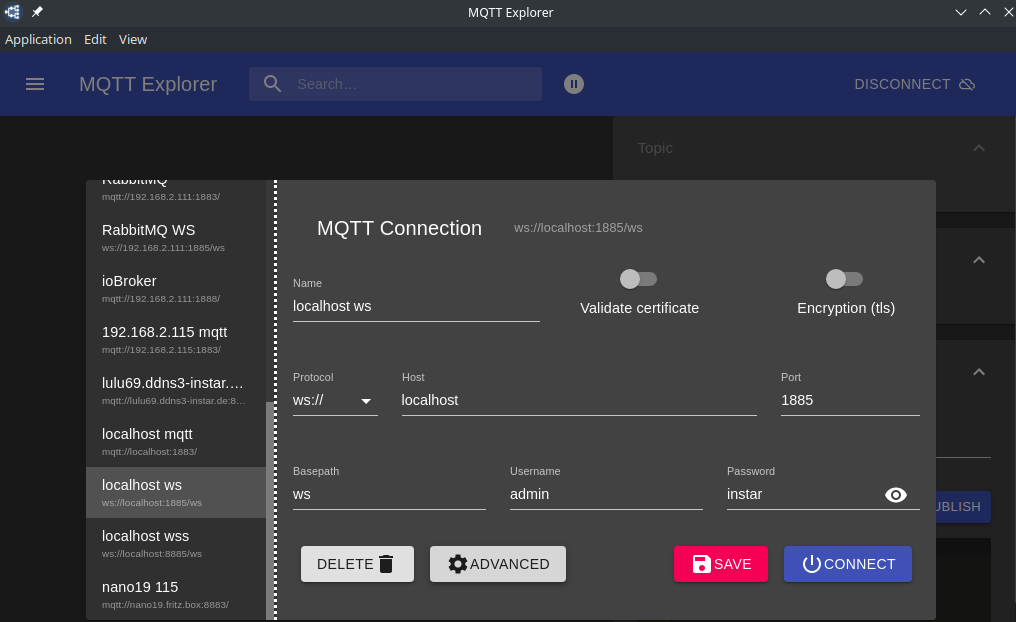 MQTT Explorer
Application Edit View
MQTT Explorer
Search...
DISCONNECT
Topic
RabbitMQ
mqtt://192.168.2.111:1883/
RabbitMQ WS
ws://192.168.2.111:1885/ws
ioBroker
mqtt://192.168.2.111:1888/
192.168.2.115 mqtt
mqtt://192.168.2.115:1883/
lulu69.ddns3-instar....
mqtt://lulu69.ddns3-instar.de:8...
localhost mqtt
mqtt://localhost:1883/
localhost ws
ws://localhost:1885/ws
localhost wss
ws://localhost:8885/ws
nano19 115
mqtt://nano19.fritz.box:8883/
MQTT Connection ws://localhost:1885/ws
Name
localhost ws
Validate certificate
Encryption (tls)
Protocol Host Port
ws:// localhost 1885
Basepath Username Password
ws admin instar
DELETE ADVANCED SAVE CONNECT
UBLISH